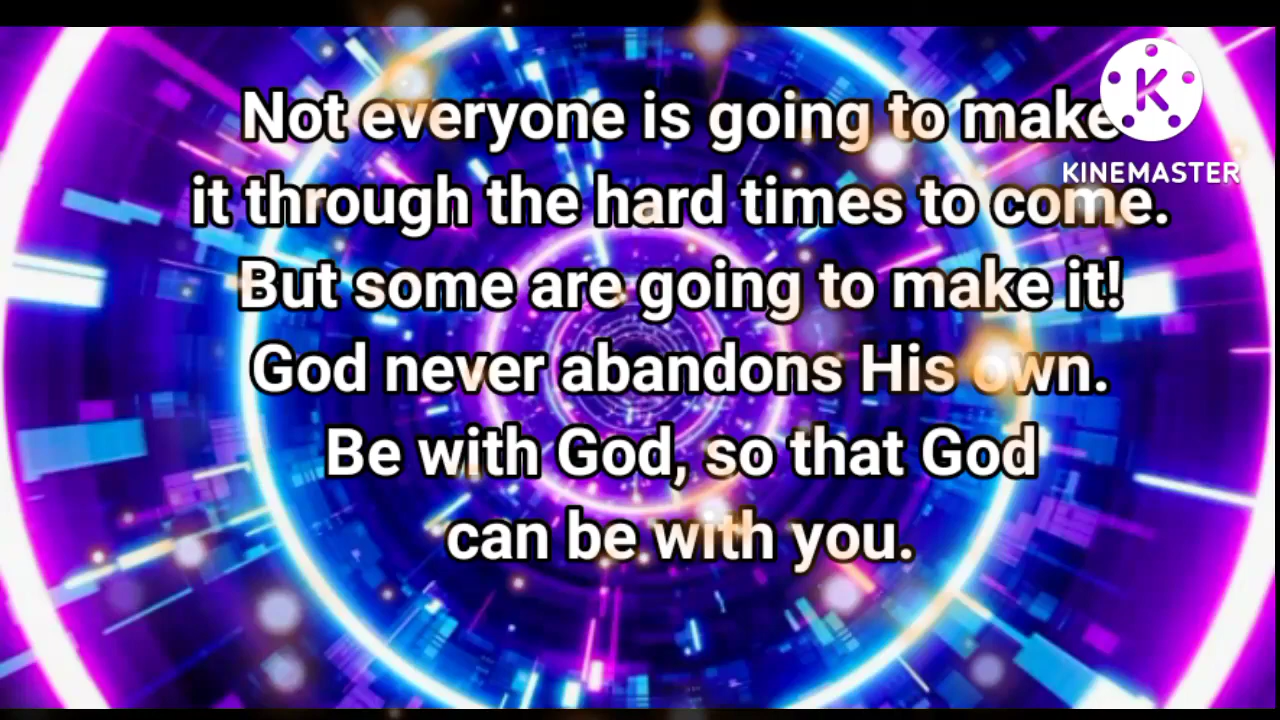 Not everyone is going to make
it through the hard times to come.
But some are going to make it!
God never abandons His own.
Be with God, so that God
can be with you.
K
KINEMASTER